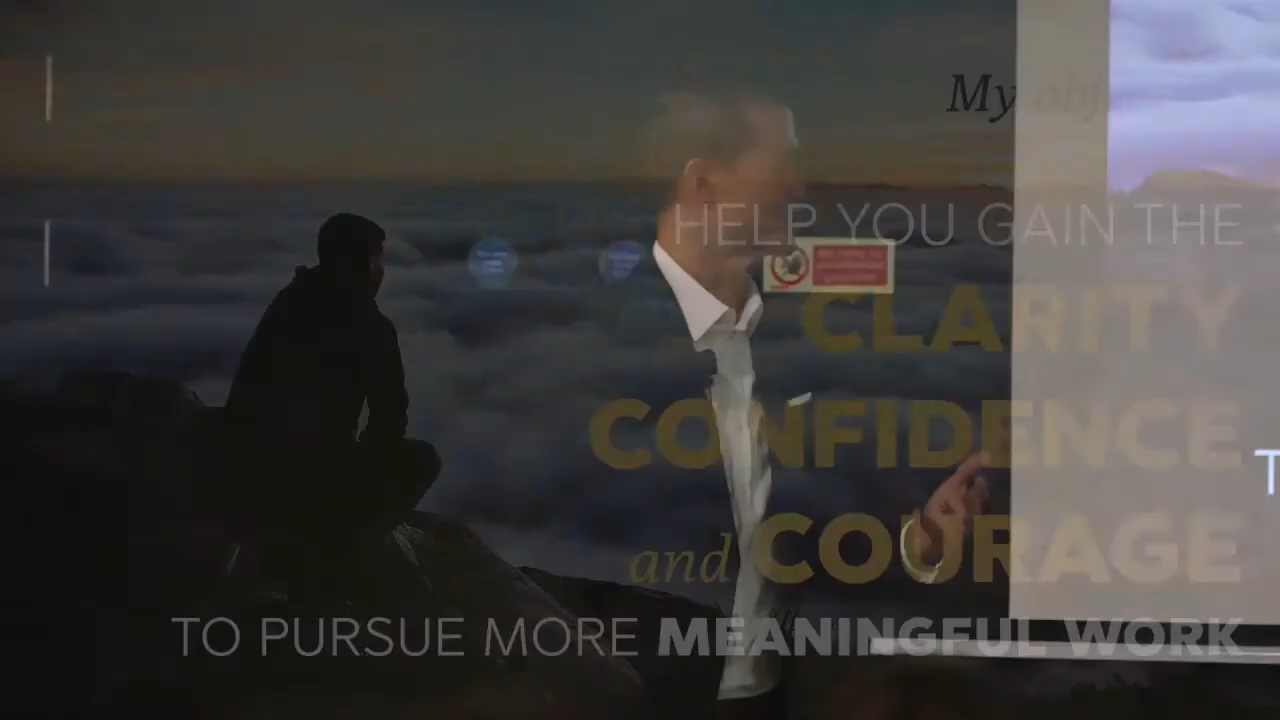 My
HELP YOU GAIN THE
CLARITY
CONFIDENCE
and COURAGE
T
TO PURSUE MORE MEANINGFUL WORK